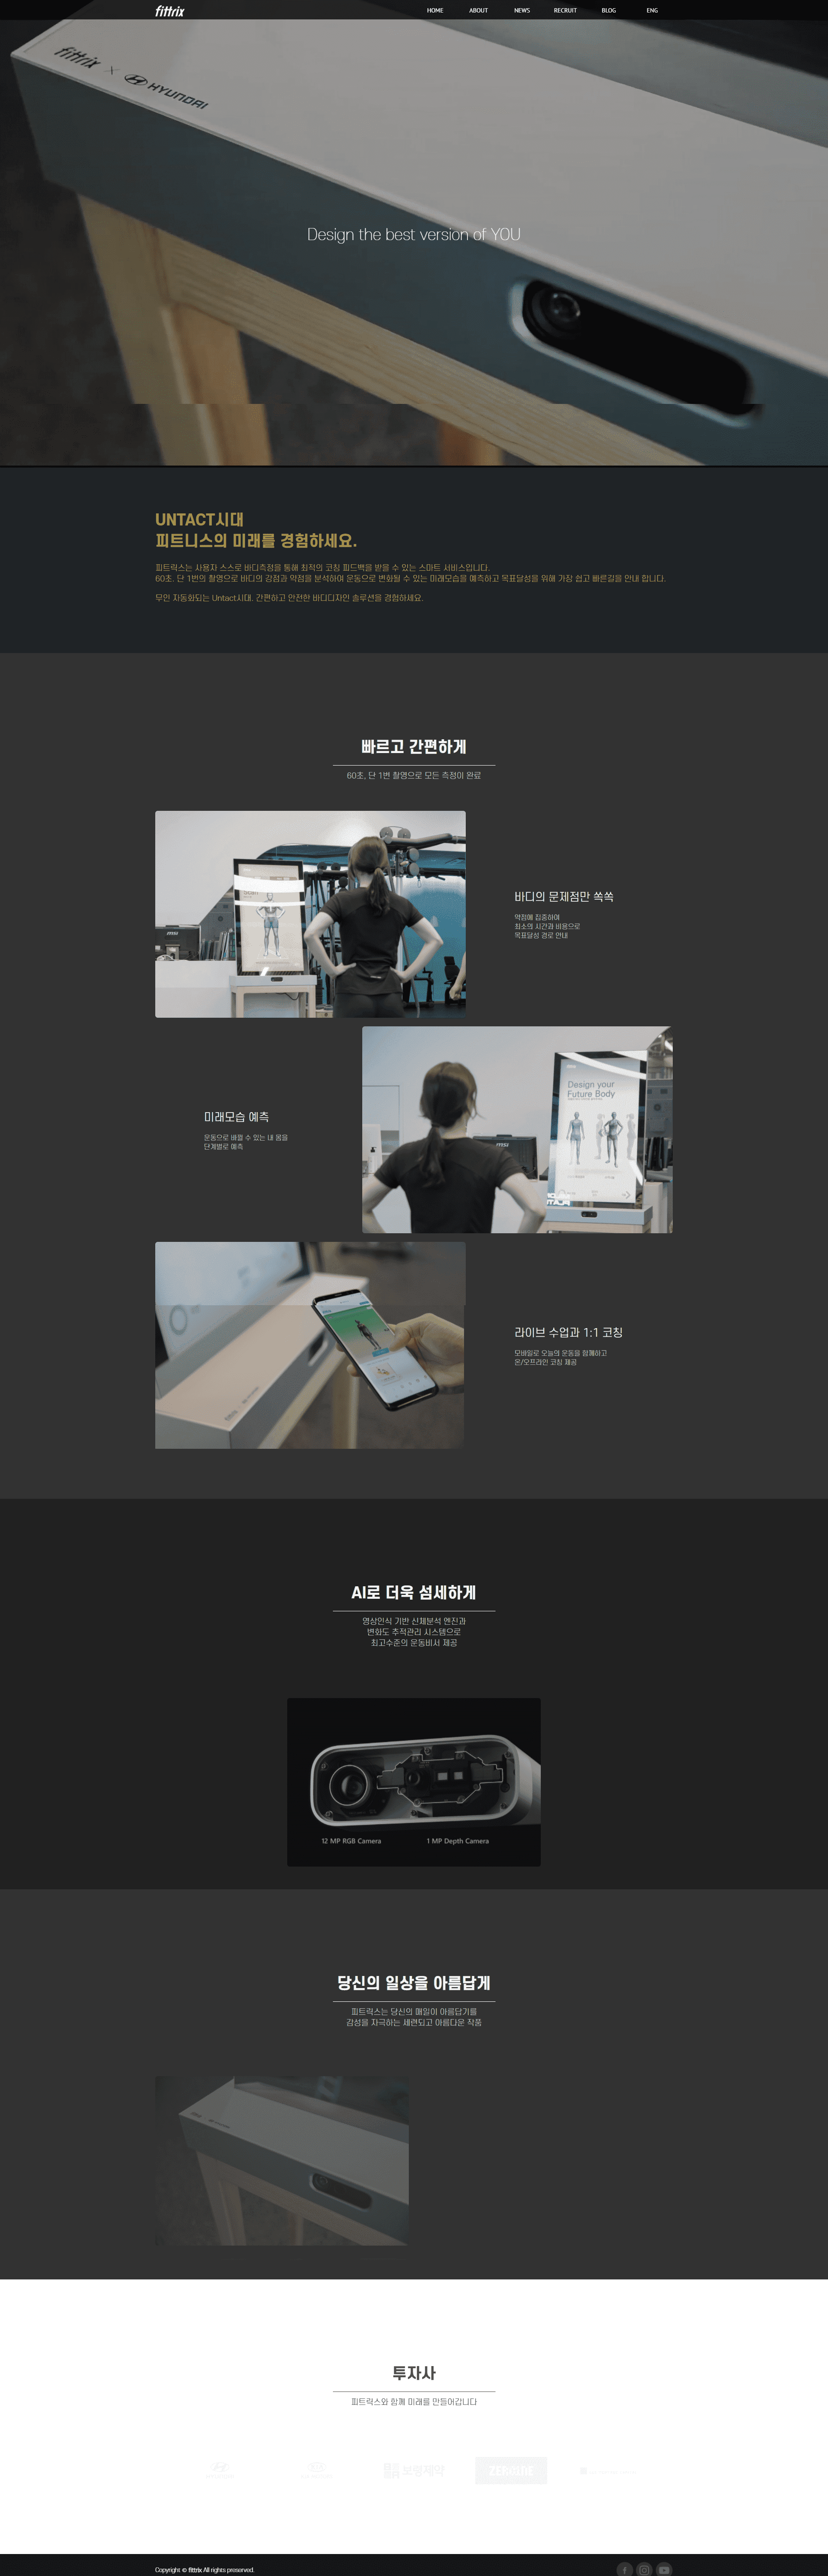 fittrix
HOME ABOUT NEWS RECRUIT BLOG ENG
fittrix × HYUNDAI
Design the best version of YOU
UNTACT시대
피트니스의 미래를 경험하세요.
피트릭스는 사용자 스스로 바디측정을 통해 최적의 코칭 피드백을 받을 수 있는 스마트 서비스입니다.
60초. 단 1번의 촬영으로 바디의 강점과 약점을 분석하여 운동으로 변화될 수 있는 미래모습을 예측하고 목표달성을 위해 가장 쉽고 빠른길을 안내 합니다.
무인 자동화되는 Untact시대. 간편하고 안전한 바디디자인 솔루션을 경험하세요.
빠르고 간편하게
60초, 단 1번 촬영으로 모든 측정이 완료
msi
바디의 문제점만 쏙쏙
약점에 집중하여
최소의 시간과 비용으로
목표달성 경로 안내
Design your
Future Body
msi
미래모습 예측
운동으로 바뀔 수 있는 내 몸을
단계별로 예측
라이브 수업과 1:1 코칭
모바일로 오늘의 운동을 함께하고
온/오프라인 코칭 제공
AI로 더욱 섬세하게
영상인식 기반 신체분석 엔진과
변화도 추적관리 시스템으로
최고수준의 운동비서 제공
12 MP RGB Camera 1 MP Depth Camera
당신의 일상을 아름답게
피트릭스는 당신의 매일이 아름답기를
감성을 자극하는 세련되고 아름다운 작품
투자사
피트릭스와 함께 미래를 만들어갑니다
보령제약
ZER01NE
Copyright © fittrix All rights preserved.